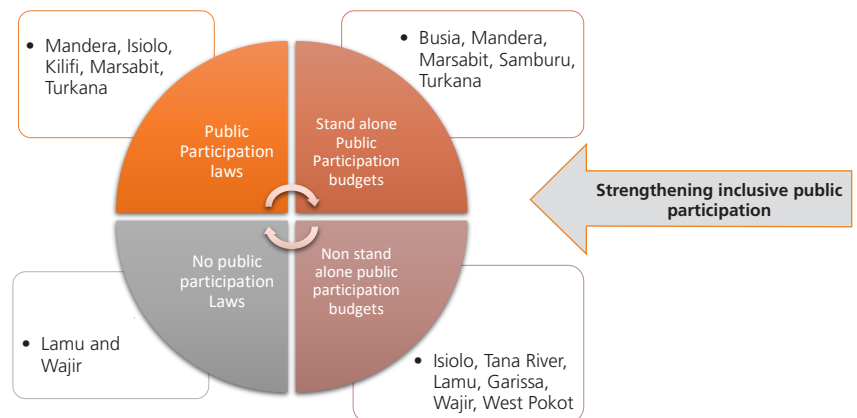 • Mandera, Isiolo,
Kilifi, Marsabit,
Turkana
• Busia, Mandera,
Marsabit, Samburu,
Turkana
Public
Participation
laws
Stand alone
Public
Participation
budgets
Strengthening inclusive public
participation
No public
participation
Laws
Non stand
alone public
participation
budgets
• Lamu and
Wajir
• Isiolo, Tana River,
Lamu, Garissa,
Wajir, West Pokot